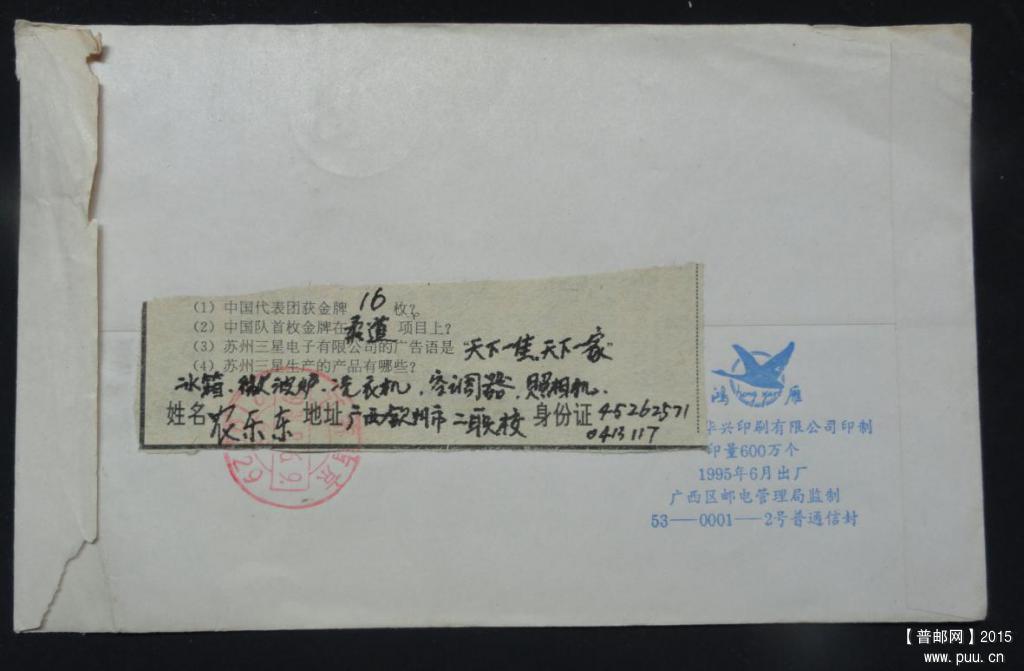 (1) 中国代表团获金牌 16 枚?
(2) 中国队首枚金牌在 柔道 项目上?
(3) 苏州三星电子有限公司的广告语是 "天下一佳,天下一家"
(4) 苏州三星生产的产品有哪些?
冰箱.微波炉.洗衣机,空调器,照相机.
姓名 农乐东 地址 广西钦州市二联校 身份证 45262571
0413117
鸿 雁
华兴印刷有限公司印制
印量600万个
1995年6月出厂
广西区邮电管理局监制
53—0001—2号普通信封
【普邮网】2015
www.puu.cn